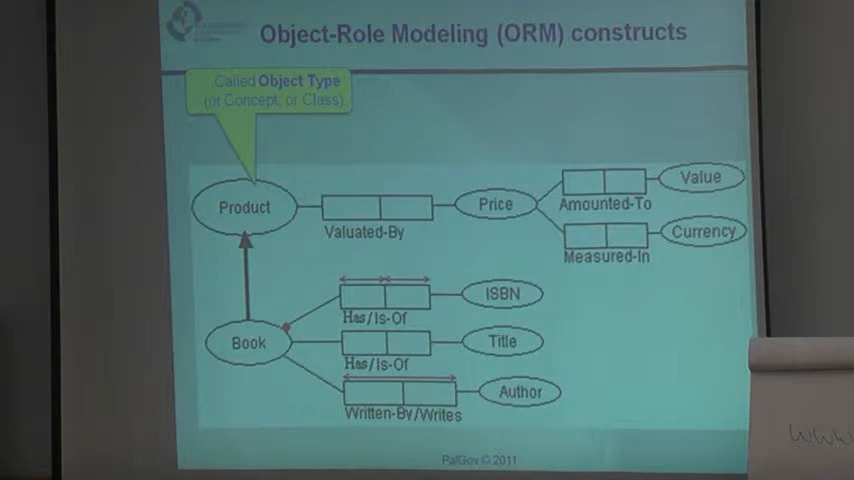 Object-Role Modeling (ORM) constructs
Called Object Type
(or Concept, or Class)
Product
Valuated-By
Price
Amounted-To
Value
Measured-In
Currency
Book
Has/Is-Of
ISBN
Has/Is-Of
Title
Written-By/Writes
Author
PalGov © 2011
www